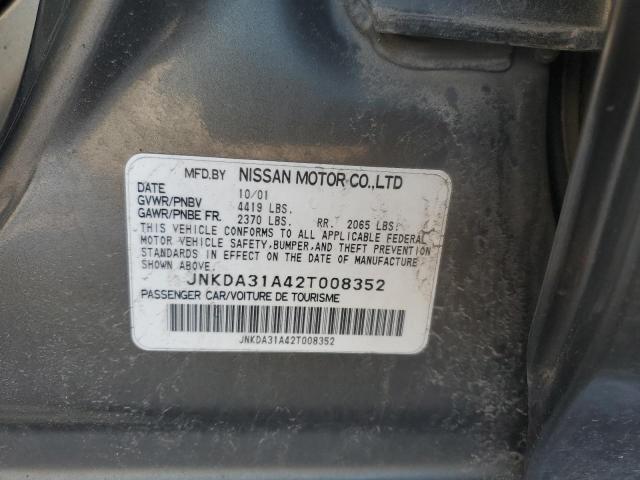 MFD.BY NISSAN MOTOR CO.,LTD
DATE 10/01
GVWR/PNBV 4419 LBS.
GAWR/PNBE FR. 2370 LBS. RR. 2065 LBS.
THIS VEHICLE CONFORMS TO ALL APPLICABLE FEDERAL
MOTOR VEHICLE SAFETY, BUMPER, AND THEFT PREVENTION
STANDARDS IN EFFECT ON THE DATE OF MANUFACTURE
SHOWN ABOVE.
JNKDA31A42T008352
PASSENGER CAR/VOITURE DE TOURISME
JNKDA31A42T008352